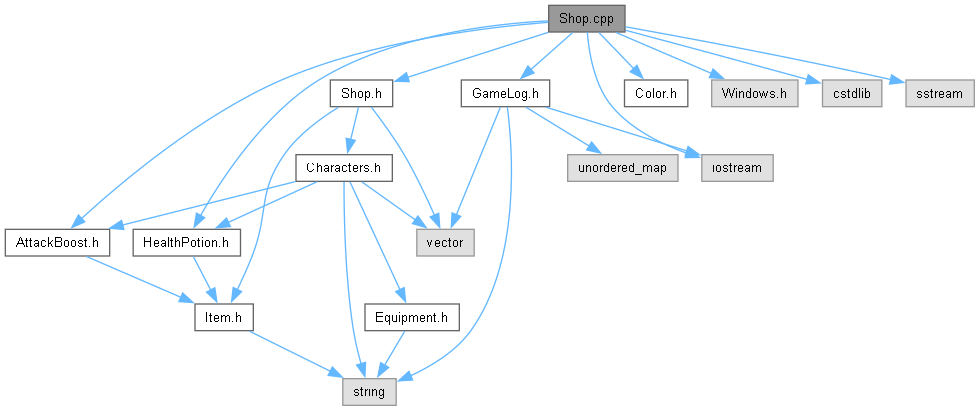 Shop.cpp
Shop.h
GameLog.h
Color.h
Windows.h
cstdlib
sstream
Characters.h
unordered_map
iostream
AttackBoost.h
HealthPotion.h
vector
Item.h
Equipment.h
string